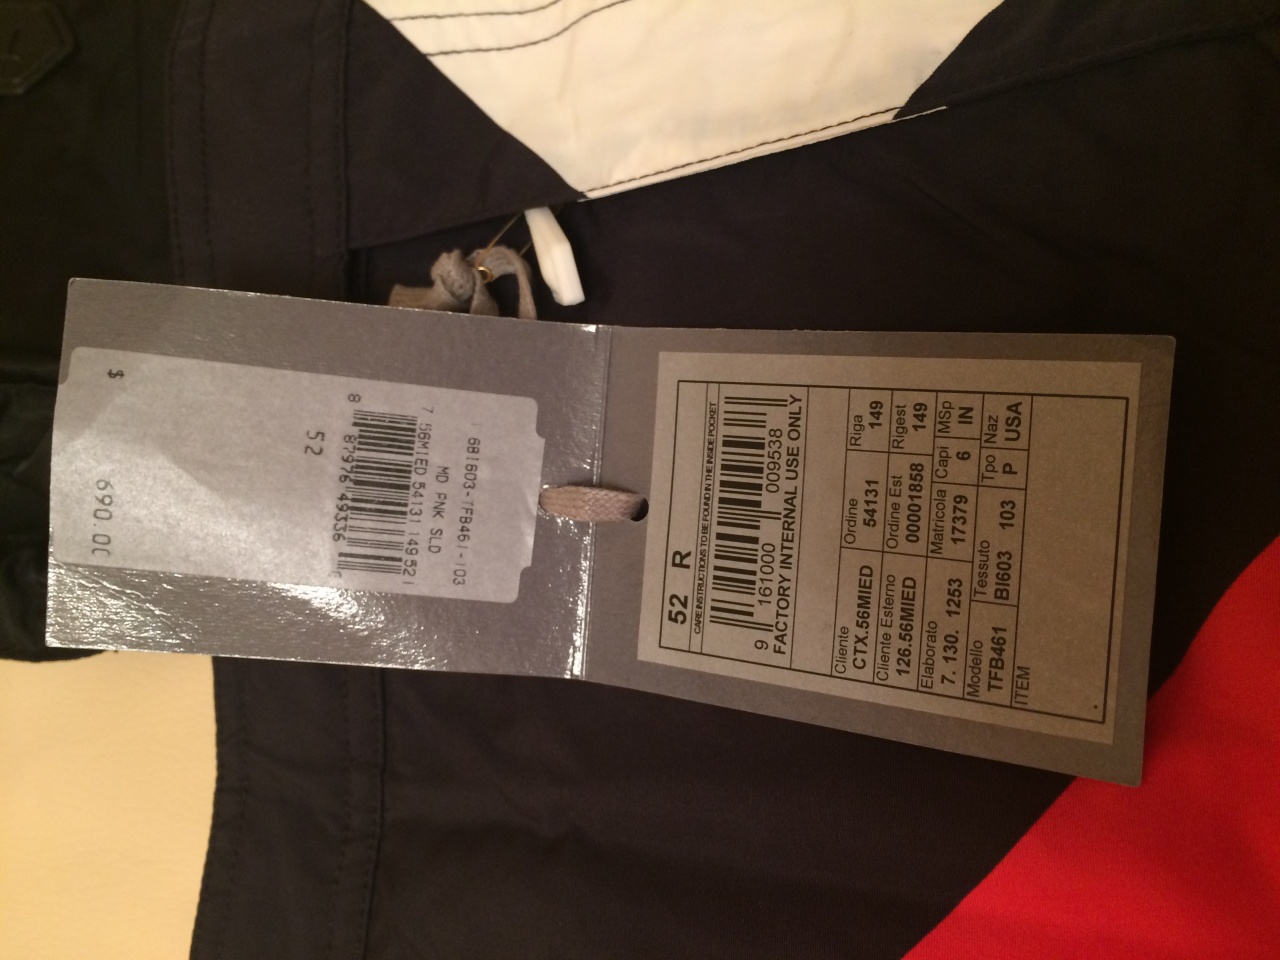 681603-TFB461-103
MD PNK SLD
56MIED 54131 149521
7
8 87976 49336
52
$ 690.00
52 R
CARE INSTRUCTIONS TO BE FOUND IN THE INSIDE POCKET
9 161000 009538
FACTORY INTERNAL USE ONLY
Cliente Ordine Riga
CTX.56MIED 54131 149
Cliente Esterno Ordine Est Rigest
126.56MIED 00001858 149
Elaborato Matricola Capi MSp
7. 130. 1253 17379 6 IN
Modello Tessuto Tpo Naz
TFB461 BI603 103 P USA
ITEM